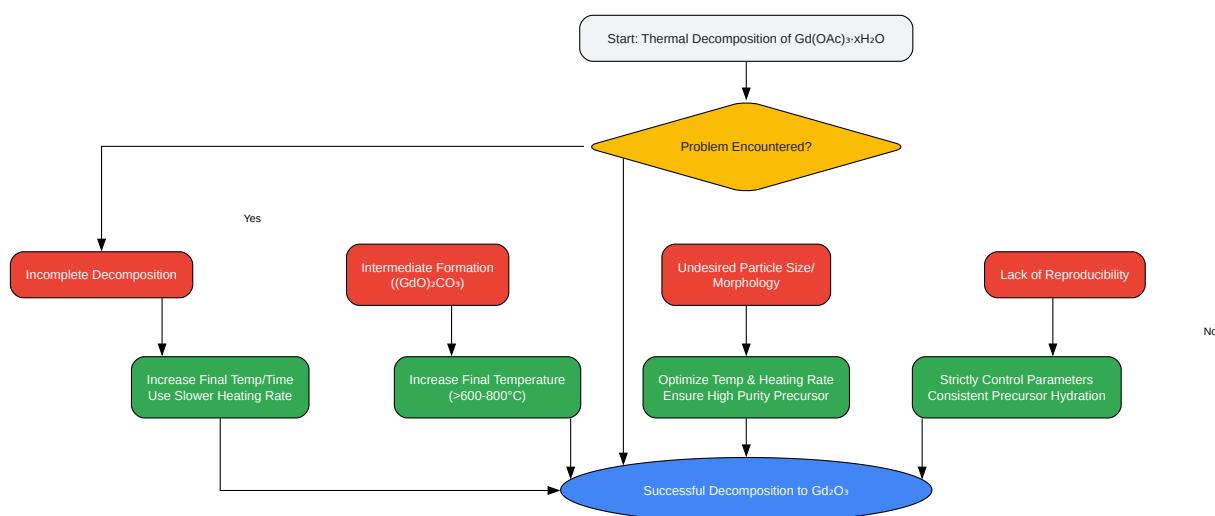 Start: Thermal Decomposition of Gd(OAc)₃·xH₂O
Problem Encountered?
Yes
Incomplete Decomposition
Intermediate Formation
((GdO)₂CO₃)
Undesired Particle Size/
Morphology
Lack of Reproducibility
No
Increase Final Temp/Time
Use Slower Heating Rate
Increase Final Temperature
(>600-800°C)
Optimize Temp & Heating Rate
Ensure High Purity Precursor
Strictly Control Parameters
Consistent Precursor Hydration
Successful Decomposition to Gd₂O₃